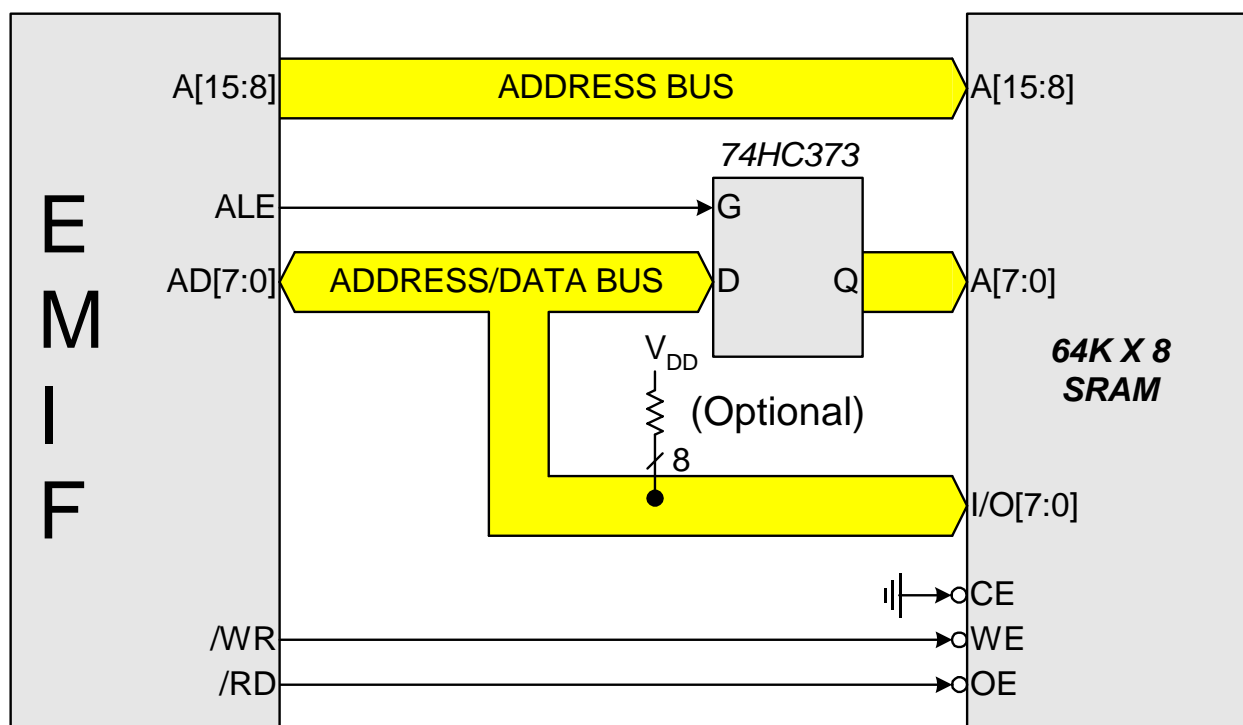 A[15:8]
ADDRESS BUS
A[15:8]
74HC373
ALE
G
AD[7:0]
ADDRESS/DATA BUS
D
Q
A[7:0]
E
M
I
F
VDD
(Optional)
8
64K X 8
SRAM
I/O[7:0]
CE
/WR
WE
/RD
OE